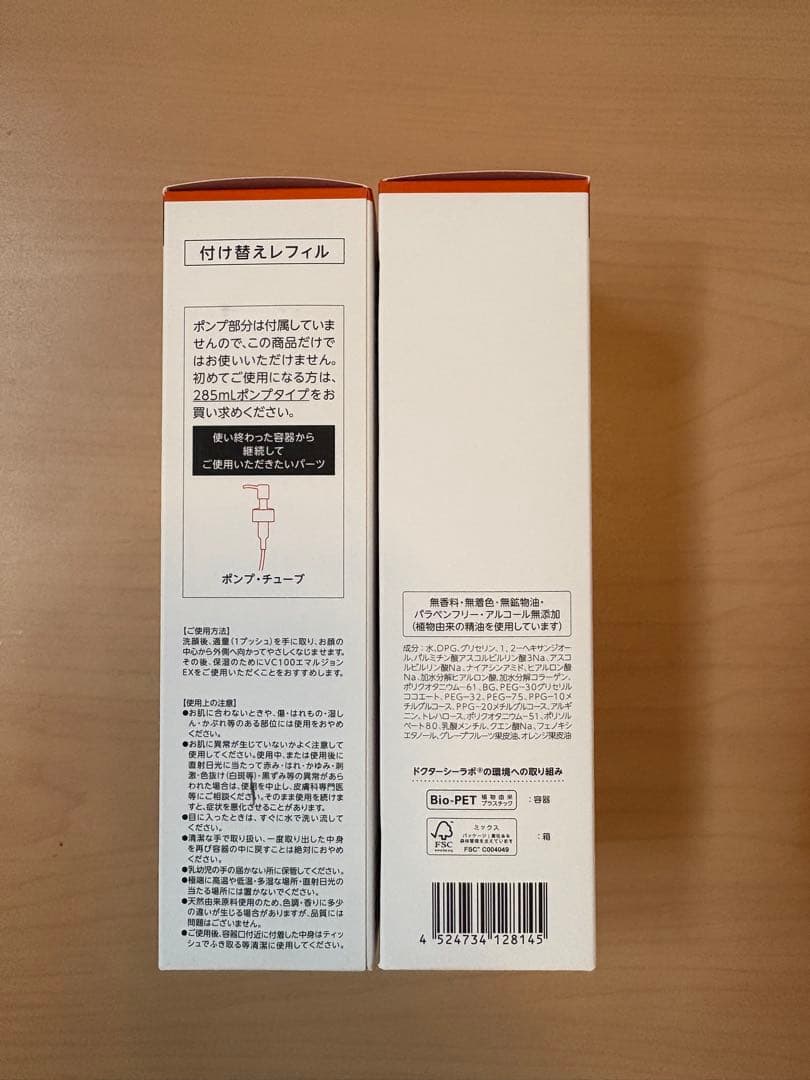 付け替えレフィル
ポンプ部分は付属していま
せんので、この商品だけで
はお使いいただけません。
初めてご使用になる方は、
285mLポンプタイプをお
買い求めください。
使い終わった容器から
継続して
ご使用いただきたいパーツ
ポンプ・チューブ
【ご使用方法】
洗顔後、適量(1プッシュ)を手に取り、お顔の
中心から外側へ向かってやさしくなじませます。
その後、保湿のためにVC100エマルジョン
EXをご使用いただくことをおすすめします。
【使用上の注意】
●お肌に合わないときや、傷・はれもの・湿し
ん・かぶれ等のある部位には使用をおやめ
ください。
●お肌に異常が生じていないかよく注意して
使用してください。使用中、または使用後に
直射日光に当たって赤み・はれ・かゆみ・刺
激・色抜け(白斑等)・黒ずみ等の異常があら
われた場合は、使用を中止し、皮膚科専門医
等にご相談ください。そのまま使用を続けま
すと、症状を悪化させることがあります。
●目に入ったときは、すぐに水で洗い流して
ください。
●清潔な手で取り扱い、一度取り出した中身
を再び容器の中に戻すことは絶対におやめ
ください。
●乳幼児の手の届かない所に保管してください。
●極端に高温や低温・多湿な場所・直射日光の
当たる場所には置かないでください。
●天然由来原料使用のため、色調・香りに多少
の違いが生じる場合がありますが、品質には
問題はございません。
●ご使用後、容器口付近に付着した中身はティッ
シュでふき取る等清潔に使用してください。
無香料・無着色・無鉱物油・
パラベンフリー・アルコール無添加
(植物由来の精油を使用しています)
成分:水、DPG、グリセリン、1,2-ヘキサンジオー
ル、パルミチン酸アスコルビルリン酸3Na、アスコ
ルビルリン酸Na、ナイアシンアミド、ヒアルロン酸
Na、加水分解ヒアルロン酸、加水分解コラーゲン、
ポリクオタニウム-61、BG、PEG-30グリセリル
ココエート、PEG-32、PEG-75、PPG-10メ
チルグルコース、PPG-20メチルグルコース、アルギ
ニン、トレハロース、ポリクオタニウム-51、ポリソル
ベート80、乳酸メンチル、クエン酸Na、フェノキシ
エタノール、グレープフルーツ果皮油、オレンジ果皮油
ドクターシーラボ®の環境への取り組み
Bio-PET 植物由来プラスチック :容器
FSC ミックス :箱
パッケージ|責任ある
森林管理を支えています
FSC® C004049
4 524734 128145